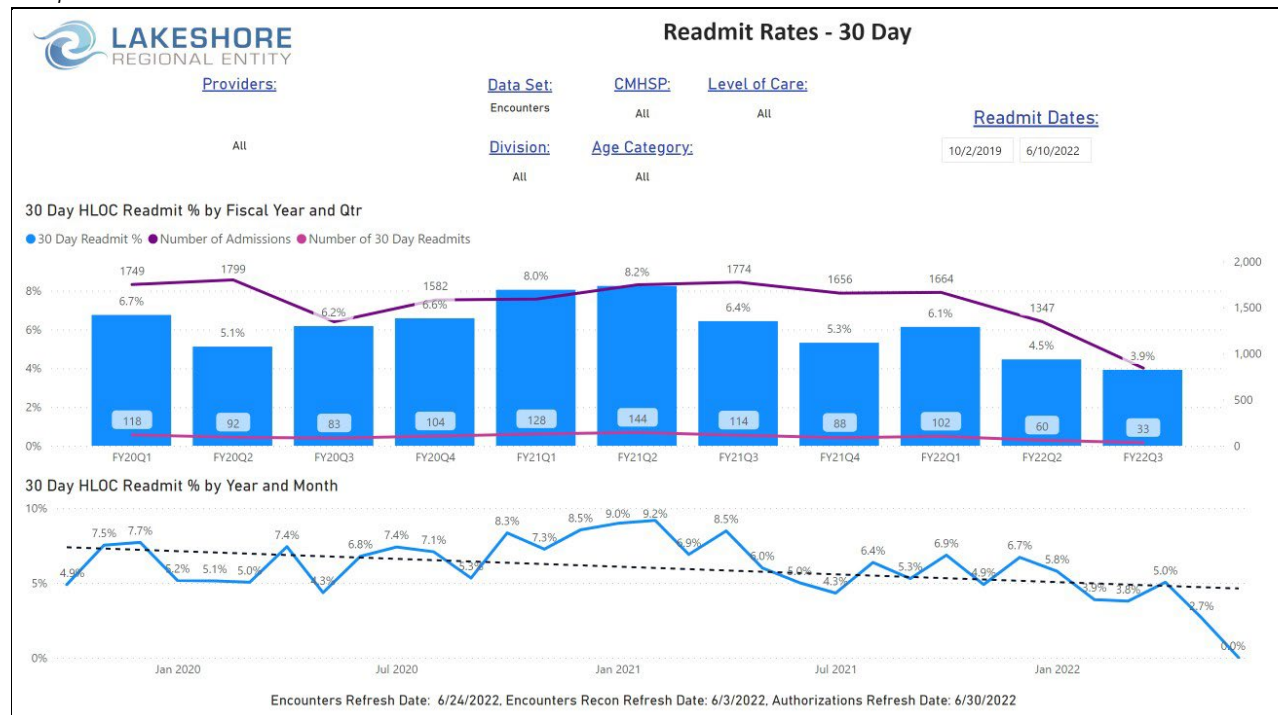 LAKESHORE
REGIONAL ENTITY
Readmit Rates - 30 Day
Providers:
All
Data Set:
Encounters
CMHSP:
All
Level of Care:
All
Division:
All
Age Category:
All
Readmit Dates:
10/2/2019 6/10/2022
30 Day HLOC Readmit % by Fiscal Year and Qtr
30 Day Readmit % Number of Admissions Number of 30 Day Readmits
1749 1799 1582 8.0% 8.2% 1774 1656 1664 1347
6.7% 5.1% 6.2% 6.6% 6.4% 5.3% 6.1% 4.5% 3.9%
118 92 83 104 128 144 114 88 102 60 33
8%
6%
4%
2%
0%
2,000
1,500
1,000
500
0
FY20Q1 FY20Q2 FY20Q3 FY20Q4 FY21Q1 FY21Q2 FY21Q3 FY21Q4 FY22Q1 FY22Q2 FY22Q3
30 Day HLOC Readmit % by Year and Month
10%
5%
0%
4.9% 7.5% 7.7% 5.2% 5.1% 5.0% 7.4% 4.3% 6.8% 7.4% 7.1% 5.3% 8.3% 7.3% 8.5% 9.0% 9.2% 6.9% 8.5% 6.0% 5.0% 4.3% 6.4% 5.3% 6.9% 4.9% 6.7% 5.8% 3.9% 3.8% 5.0% 2.7% 0.0%
Jan 2020 Jul 2020 Jan 2021 Jul 2021 Jan 2022
Encounters Refresh Date: 6/24/2022, Encounters Recon Refresh Date: 6/3/2022, Authorizations Refresh Date: 6/30/2022